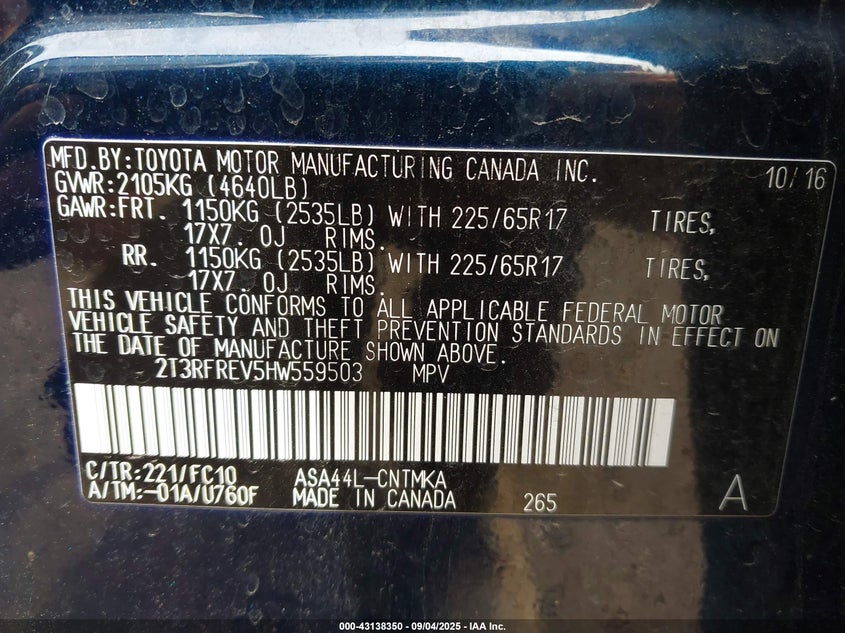 MFD.BY:TOYOTA MOTOR MANUFACTURING CANADA INC. 10/16
GVWR:2105KG (4640LB)
GAWR:FRT. 1150KG (2535LB) WITH 225/65R17 TIRES,
17X7. 0J RIMS.
RR. 1150KG (2535LB) WITH 225/65R17 TIRES,
17X7. 0J RIMS.
THIS VEHICLE CONFORMS TO ALL APPLICABLE FEDERAL MOTOR
VEHICLE SAFETY AND THEFT PREVENTION STANDARDS IN EFFECT ON
THE DATE OF MANUFACTURE SHOWN ABOVE.
2T3RFREV5HW559503 MPV
C/TR:221/FC10 ASA44L-CNTMKA
A/TM:-01A/U760F MADE IN CANADA 265 A
000-43138350 - 09/04/2025 - IAA Inc.